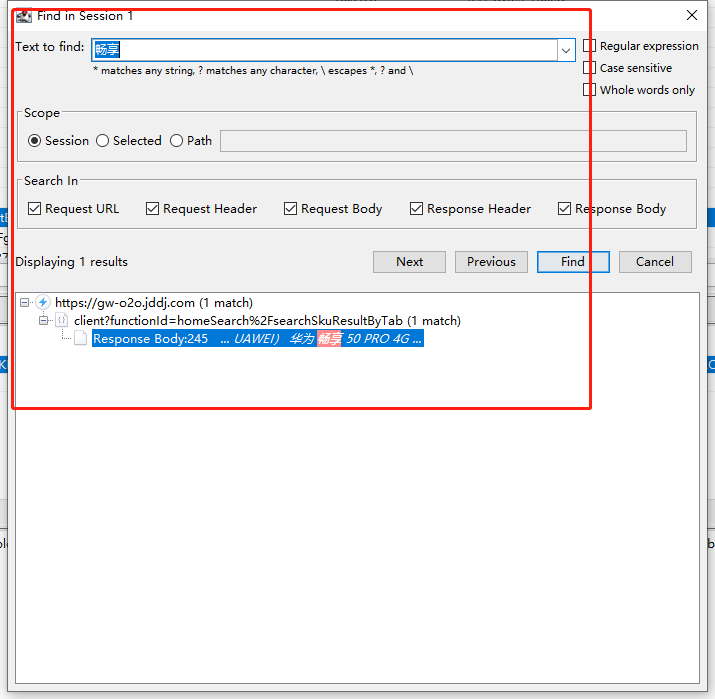 Find in Session 1
Text to find: 畅享
Regular expression
* matches any string, ? matches any character, \ escapes *, ? and \
Case sensitive
Whole words only
Scope
Session Selected Path
Search In
Request URL Request Header Request Body Response Header Response Body
Displaying 1 results Next Previous Find Cancel
https://gw-o2o.jddj.com (1 match)
client?functionId=homeSearch%2FsearchSkuResultByTab (1 match)
Response Body:245 ... UAWEI） 华为 畅享 50 PRO 4G ...